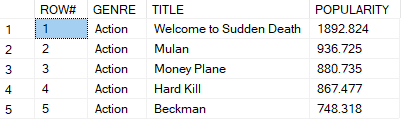 ROW# GENRE TITLE POPULARITY
1 1 Action Welcome to Sudden Death 1892.824
2 2 Action Mulan 936.725
3 3 Action Money Plane 880.735
4 4 Action Hard Kill 867.477
5 5 Action Beckman 748.318